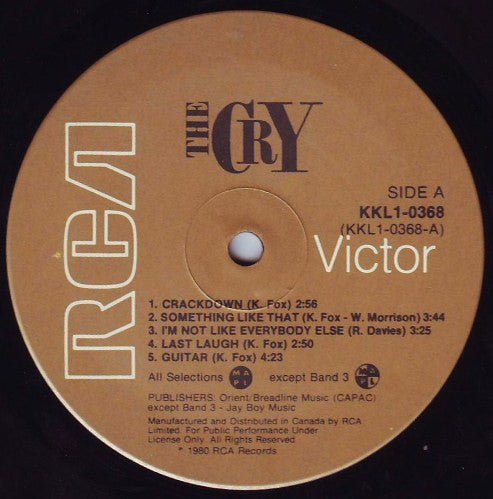 RCA
THE CRY
SIDE A
KKL1-0368
(KKL1-0368-A)
Victor
1. CRACKDOWN (K. Fox) 2:56
2. SOMETHING LIKE THAT (K. Fox - W. Morrison) 3:44
3. I'M NOT LIKE EVERYBODY ELSE (R. Davies) 3:25
4. LAST LAUGH (K. Fox) 2:50
5. GUITAR (K. Fox) 4:23
All Selections MAPL except Band 3 MAPL
PUBLISHERS: Orient/Breadline Music (CAPAC)
except Band 3 - Jay Boy Music
Manufactured and Distributed in Canada by RCA
Limited. For Public Performance Under
License Only. All Rights Reserved.
* 1980 RCA Records